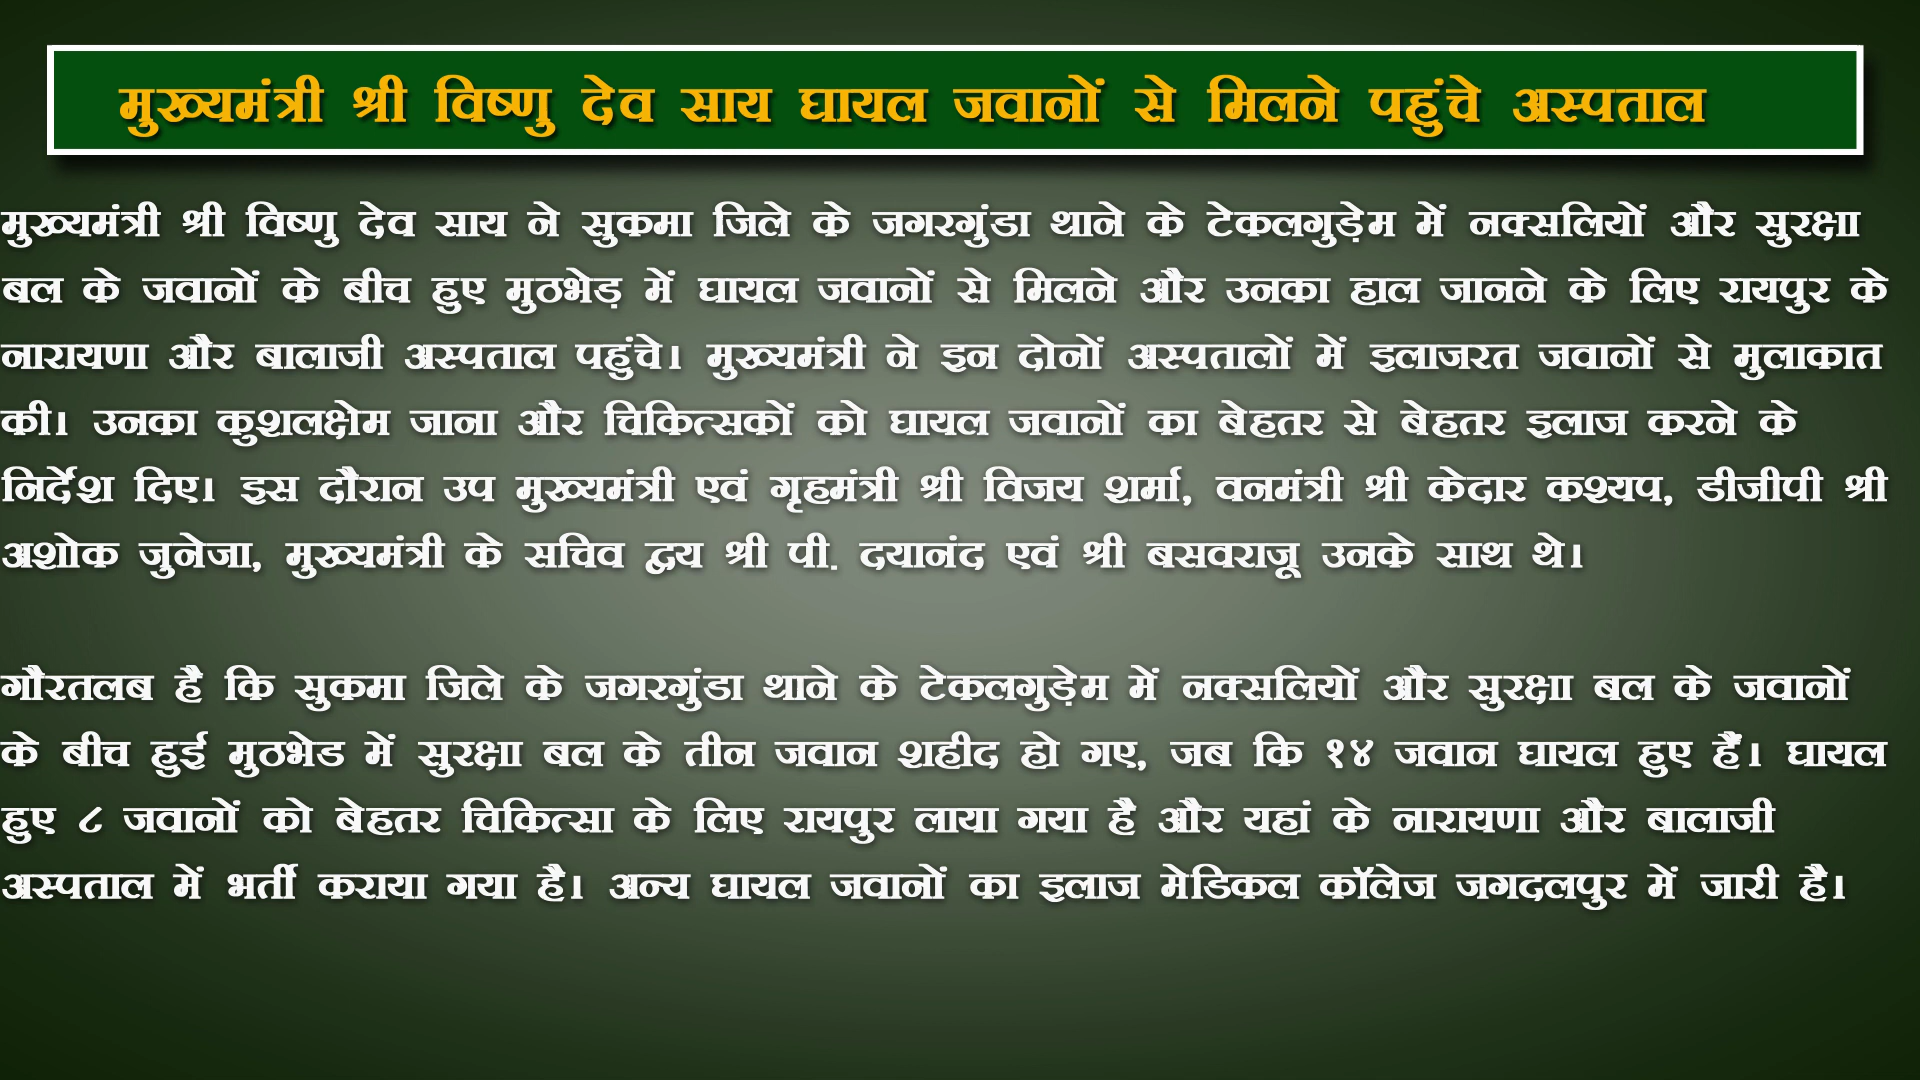 मुख्यमंत्री श्री विष्णु देव साय घायल जवानों से मिलने पहुंचे अस्पताल
मुख्यमंत्री श्री विष्णु देव साय ने सुकमा जिले के जगरगुंडा थाने के टेकलगुड़ेम में नक्सलियों और सुरक्षा
बल के जवानों के बीच हुए मुठभेड़ में घायल जवानों से मिलने और उनका हाल जानने के लिए रायपुर के
नारायणा और बालाजी अस्पताल पहुंचे। मुख्यमंत्री ने इन दोनों अस्पतालों में इलाजरत जवानों से मुलाकात
की। उनका कुशलक्षेम जाना और चिकित्सकों को घायल जवानों का बेहतर से बेहतर इलाज करने के
निर्देश दिए। इस दौरान उप मुख्यमंत्री एवं गृहमंत्री श्री विजय शर्मा, वनमंत्री श्री केदार कश्यप, डीजीपी श्री
अशोक जुनेजा, मुख्यमंत्री के सचिव द्वय श्री पी. दयानंद एवं श्री बसवराजू उनके साथ थे।
गौरतलब है कि सुकमा जिले के जगरगुंडा थाने के टेकलगुड़ेम में नक्सलियों और सुरक्षा बल के जवानों
के बीच हुई मुठभेड में सुरक्षा बल के तीन जवान शहीद हो गए, जब कि १४ जवान घायल हुए हैं। घायल
हुए ८ जवानों को बेहतर चिकित्सा के लिए रायपुर लाया गया है और यहां के नारायणा और बालाजी
अस्पताल में भर्ती कराया गया है। अन्य घायल जवानों का इलाज मेडिकल कॉलेज जगदलपुर में जारी है।